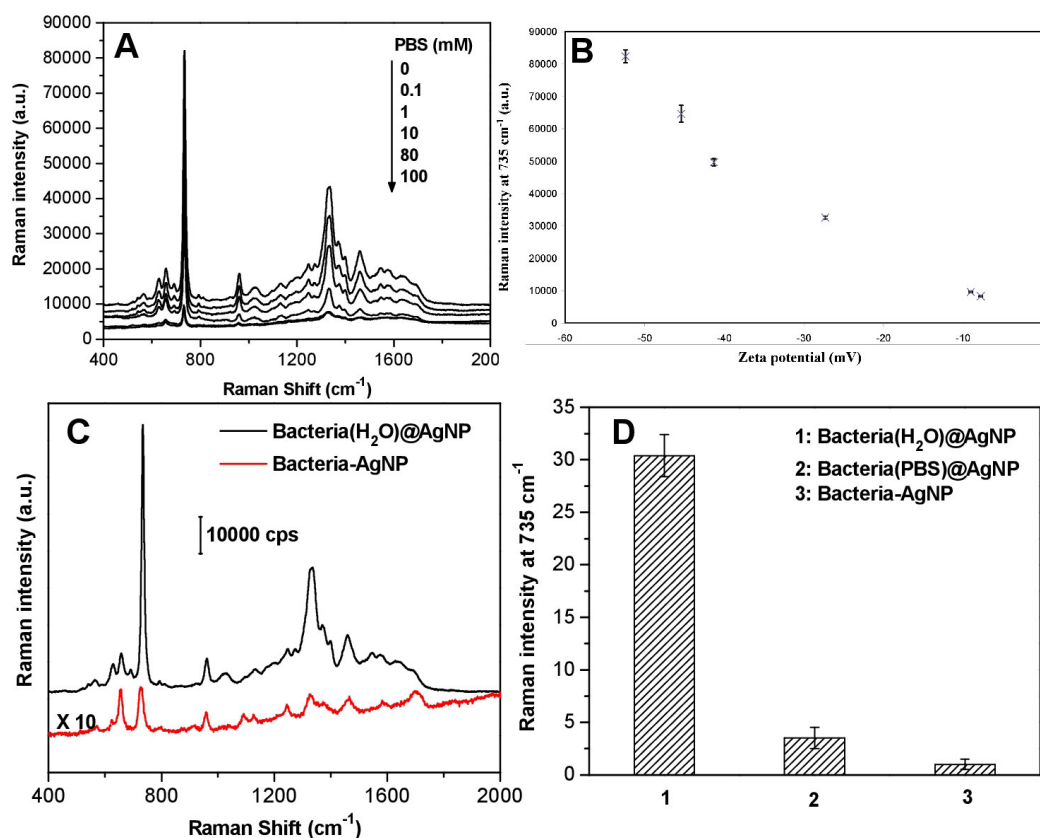 A
PBS (mM)
0
0.1
1
10
80
100
90000
80000
70000
60000
50000
40000
30000
20000
10000
0
400 800 1200 1600 200
Raman intensity (a.u.)
Raman Shift (cm⁻¹)
B
90000
80000
70000
60000
50000
40000
30000
20000
10000
0
-60 -50 -40 -30 -20 -10
Raman intensity at 735 cm⁻¹ (a.u.)
Zeta potential (mV)
C
Bacteria(H₂O)@AgNP
Bacteria-AgNP
10000 cps
X 10
400 800 1200 1600 2000
Raman intensity (a.u.)
Raman Shift (cm⁻¹)
D
1: Bacteria(H₂O)@AgNP
2: Bacteria(PBS)@AgNP
3: Bacteria-AgNP
35
30
25
20
15
10
5
0
1 2 3
Raman intensity at 735 cm⁻¹